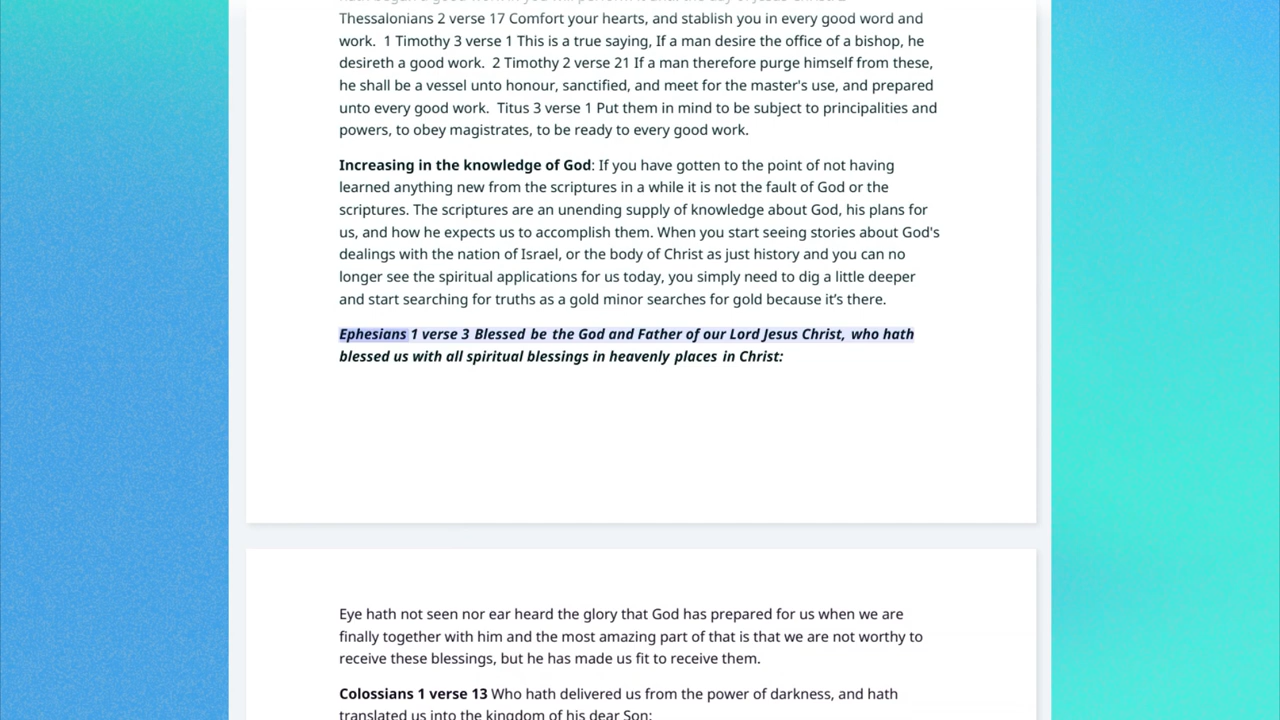 Thessalonians 2 verse 17 Comfort your hearts, and stablish you in every good word and
work.  1 Timothy 3 verse 1 This is a true saying, If a man desire the office of a bishop, he
desireth a good work.  2 Timothy 2 verse 21 If a man therefore purge himself from these,
he shall be a vessel unto honour, sanctified, and meet for the master's use, and prepared
unto every good work.  Titus 3 verse 1 Put them in mind to be subject to principalities and
powers, to obey magistrates, to be ready to every good work.
Increasing in the knowledge of God: If you have gotten to the point of not having
learned anything new from the scriptures in a while it is not the fault of God or the
scriptures. The scriptures are an unending supply of knowledge about God, his plans for
us, and how he expects us to accomplish them. When you start seeing stories about God's
dealings with the nation of Israel, or the body of Christ as just history and you can no
longer see the spiritual applications for us today, you simply need to dig a little deeper
and start searching for truths as a gold minor searches for gold because it’s there.
Ephesians 1 verse 3 Blessed be the God and Father of our Lord Jesus Christ, who hath
blessed us with all spiritual blessings in heavenly places in Christ:
Eye hath not seen nor ear heard the glory that God has prepared for us when we are
finally together with him and the most amazing part of that is that we are not worthy to
receive these blessings, but he has made us fit to receive them.
Colossians 1 verse 13 Who hath delivered us from the power of darkness, and hath
translated us into the kingdom of his dear Son: